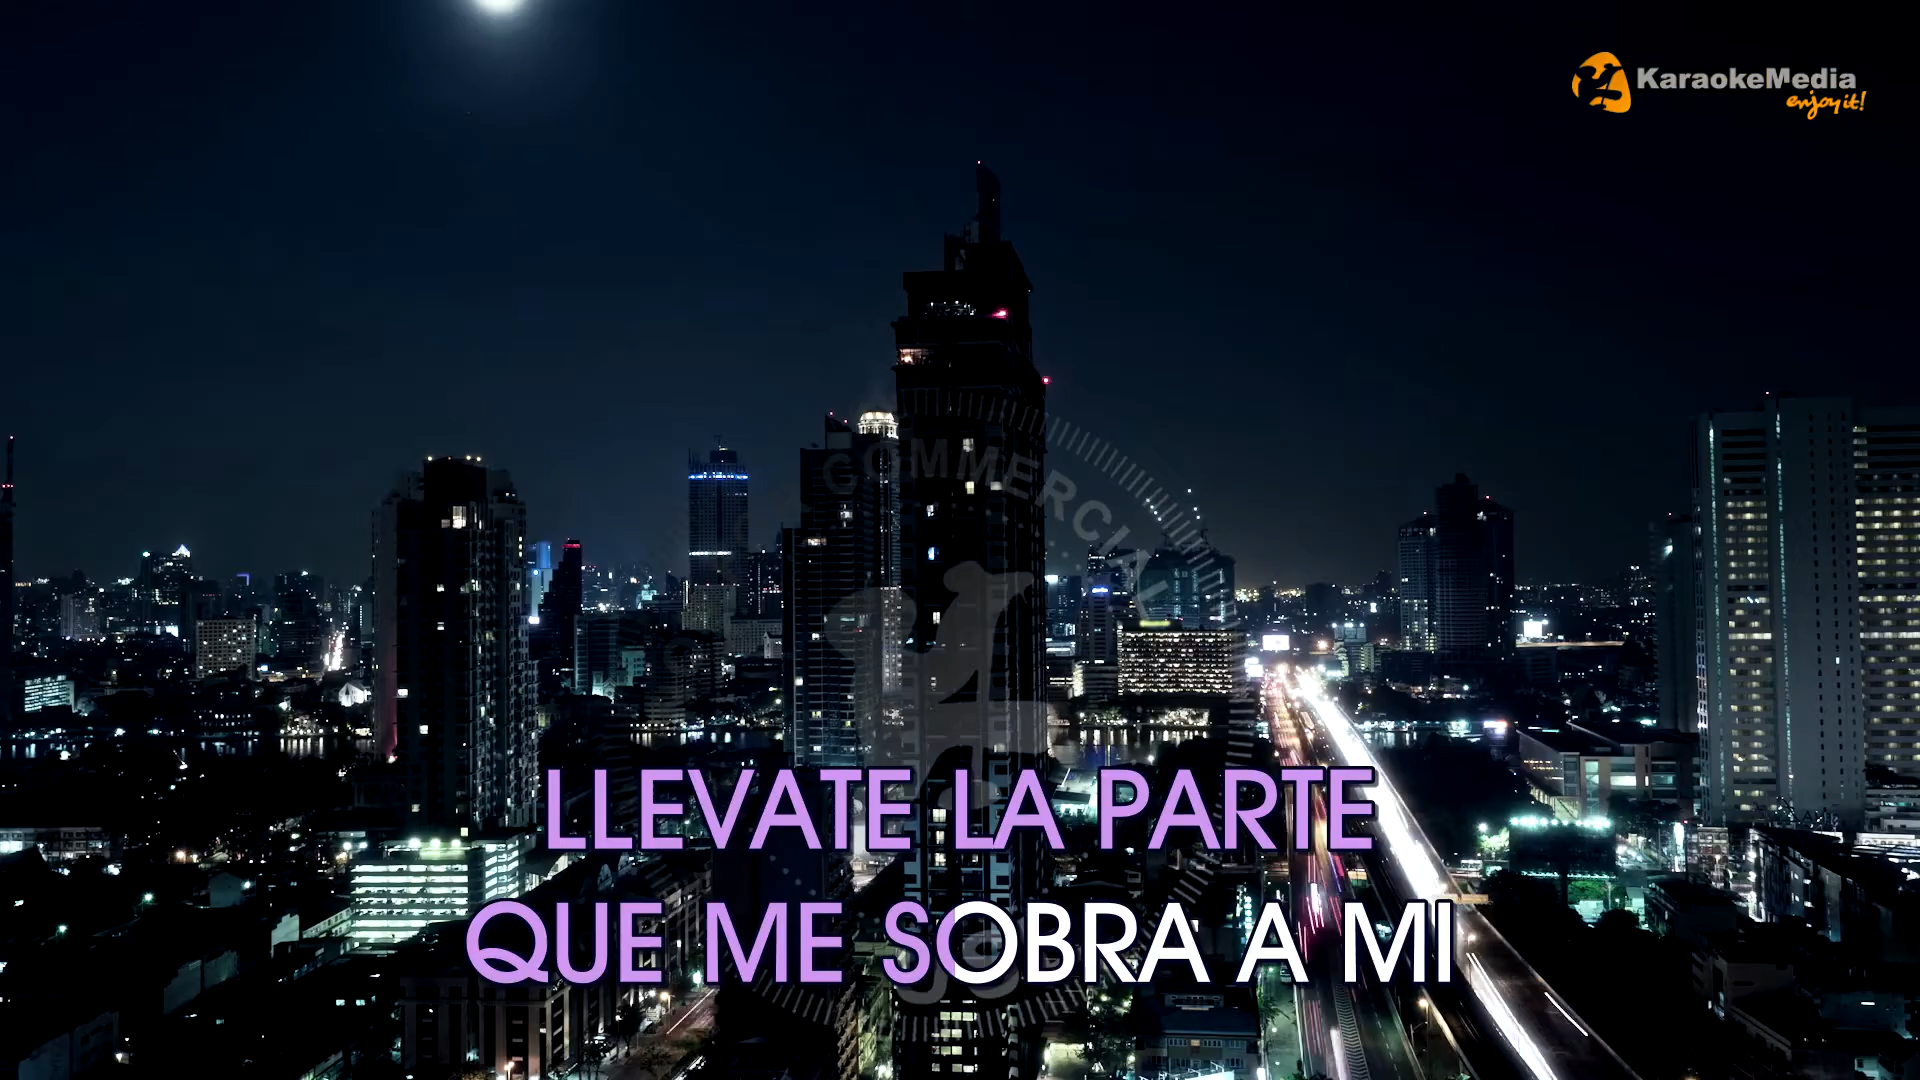 KaraokeMedia
enjoy it!
COMMERCIAL
LLEVATE LA PARTE
QUE ME SOBRA A MI